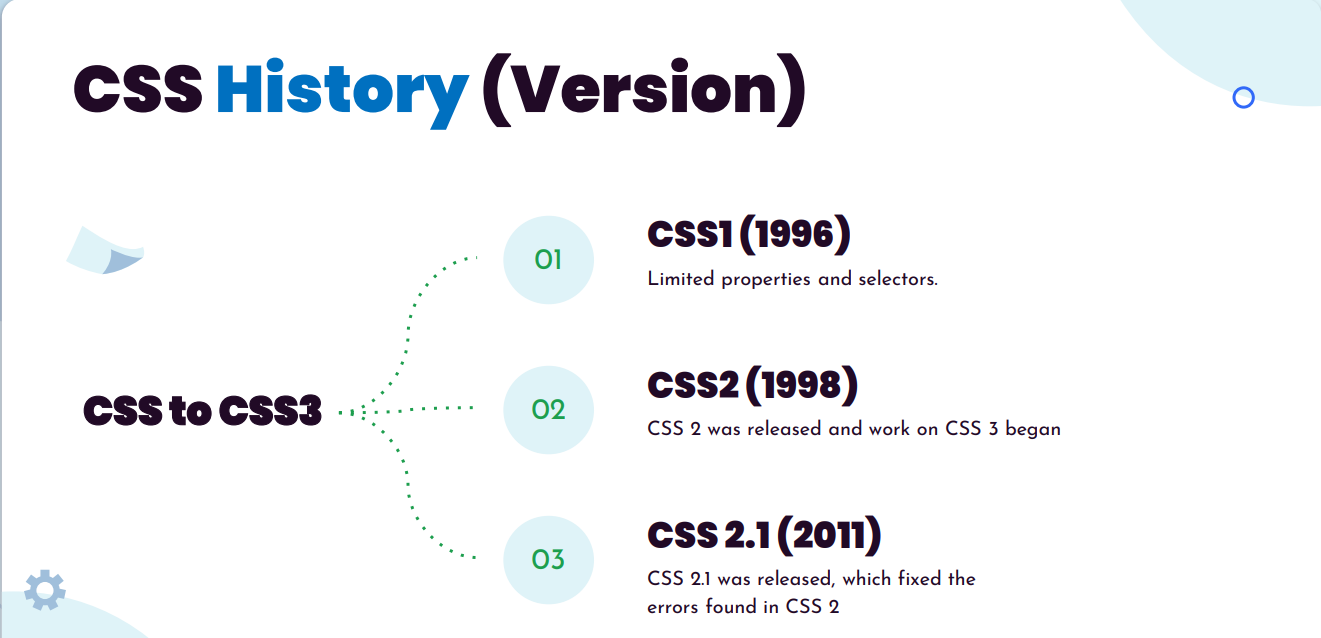 CSS History (Version)
01
CSS1 (1996)
Limited properties and selectors.
CSS to CSS3
02
CSS2 (1998)
CSS 2 was released and work on CSS 3 began
03
CSS 2.1 (2011)
CSS 2.1 was released, which fixed the
errors found in CSS 2